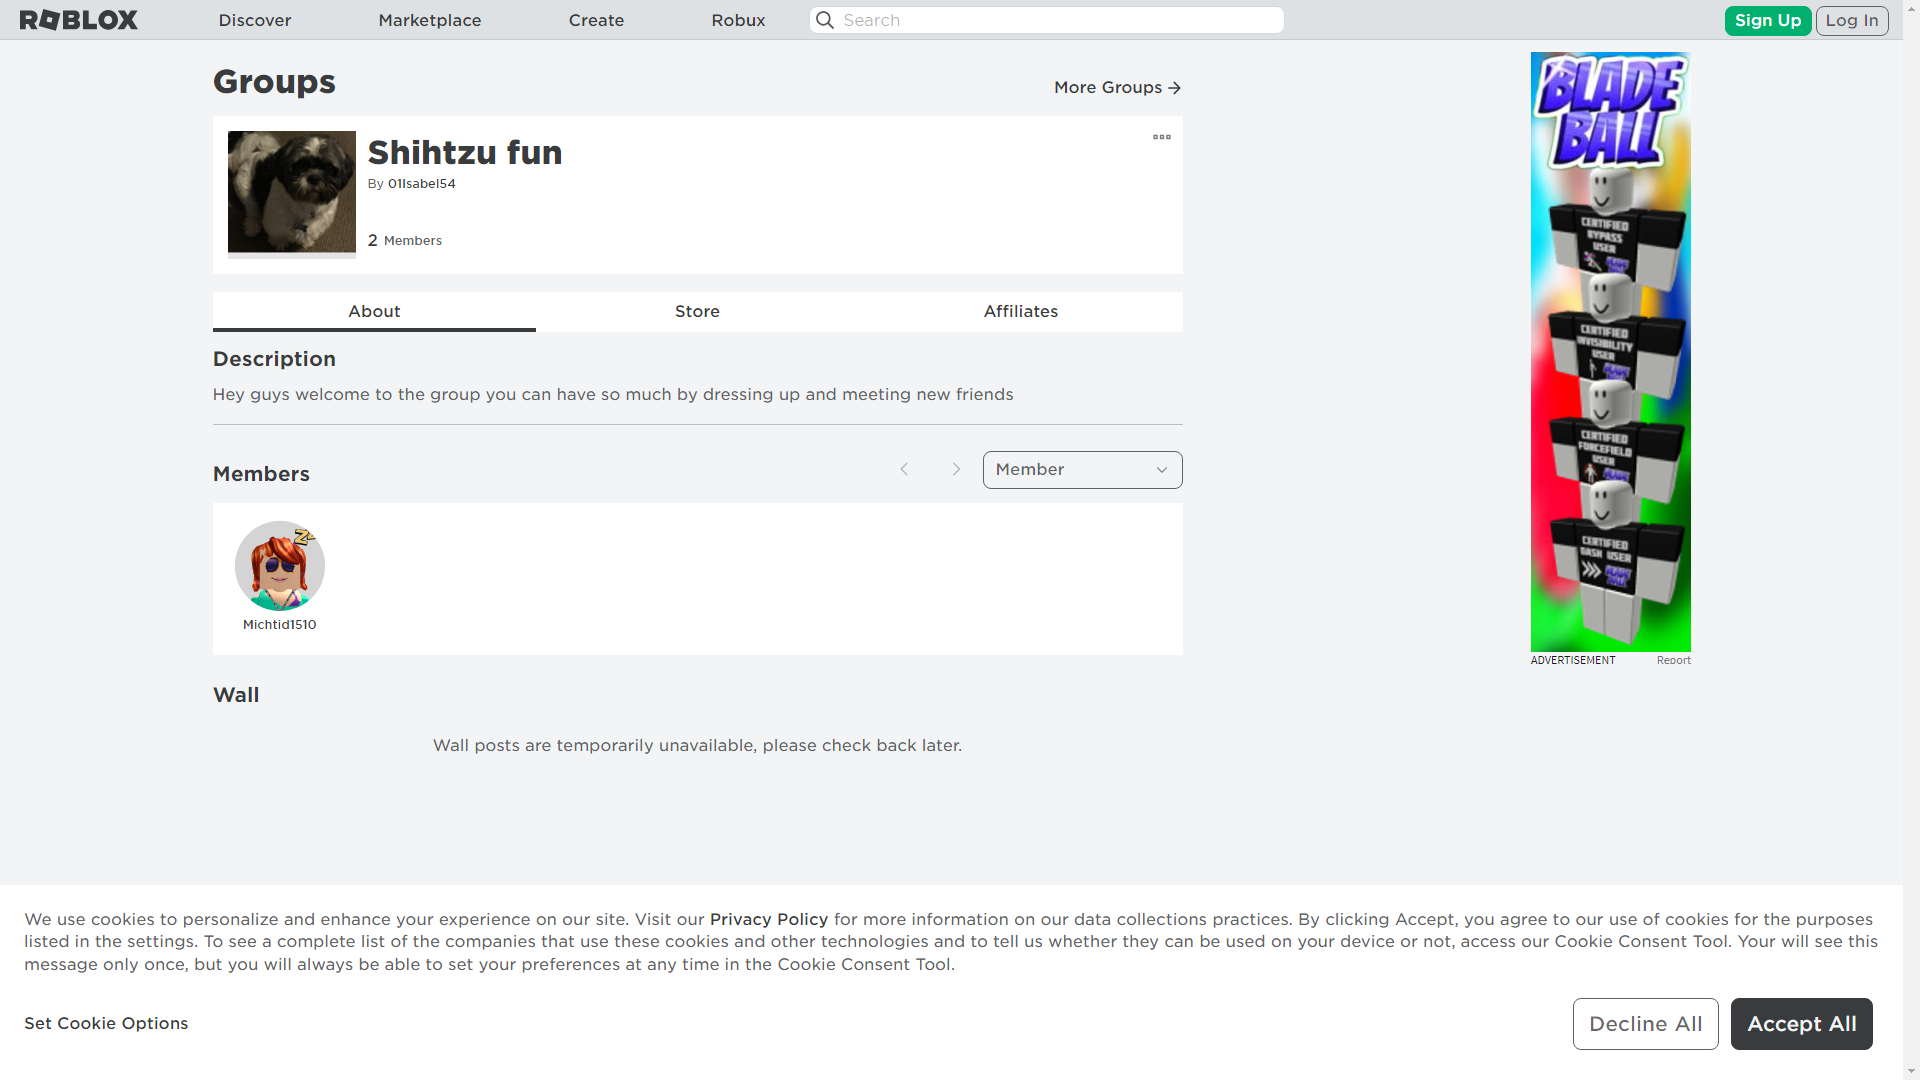 ROBLOX
Discover
Marketplace
Create
Robux
Search
Sign Up
Log In
Groups
More Groups
Shihtzu fun
By 01Isabel54
2 Members
About
Store
Affiliates
Description
Hey guys welcome to the group you can have so much by dressing up and meeting new friends
Members
Member
Michtid1510
Wall
Wall posts are temporarily unavailable, please check back later.
BLADE
BALL
CERTIFIED
BYPASS
USER
BLADE
CERTIFIED
INVISIBILITY
USER
BLADE
CERTIFIED
FORCEFIELD
USER
BLADE
CERTIFIED
DASH USER
BLADE
ADVERTISEMENT
Report
We use cookies to personalize and enhance your experience on our site. Visit our Privacy Policy for more information on our data collections practices. By clicking Accept, you agree to our use of cookies for the purposes
listed in the settings. To see a complete list of the companies that use these cookies and other technologies and to tell us whether they can be used on your device or not, access our Cookie Consent Tool. Your will see this
message only once, but you will always be able to set your preferences at any time in the Cookie Consent Tool.
Set Cookie Options
Decline All
Accept All